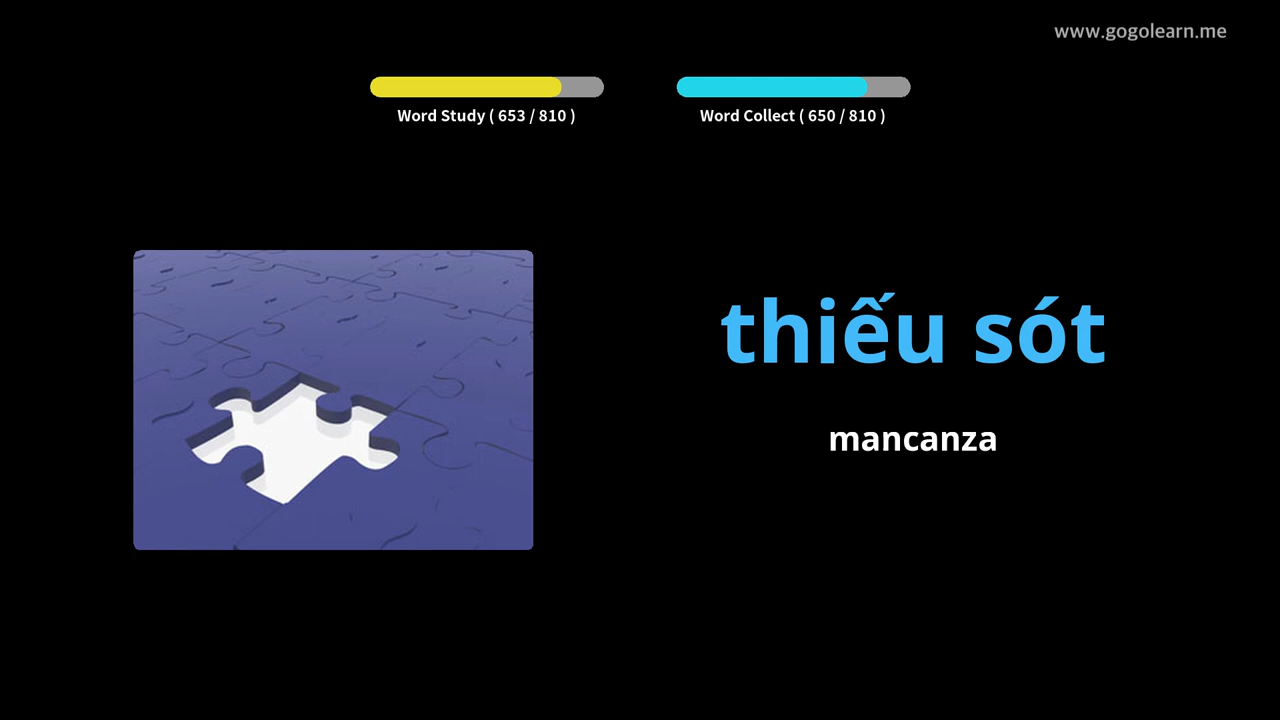 www.gogolearn.me
Word Study ( 653 / 810 )
Word Collect ( 650 / 810 )
thiếu sót
mancanza